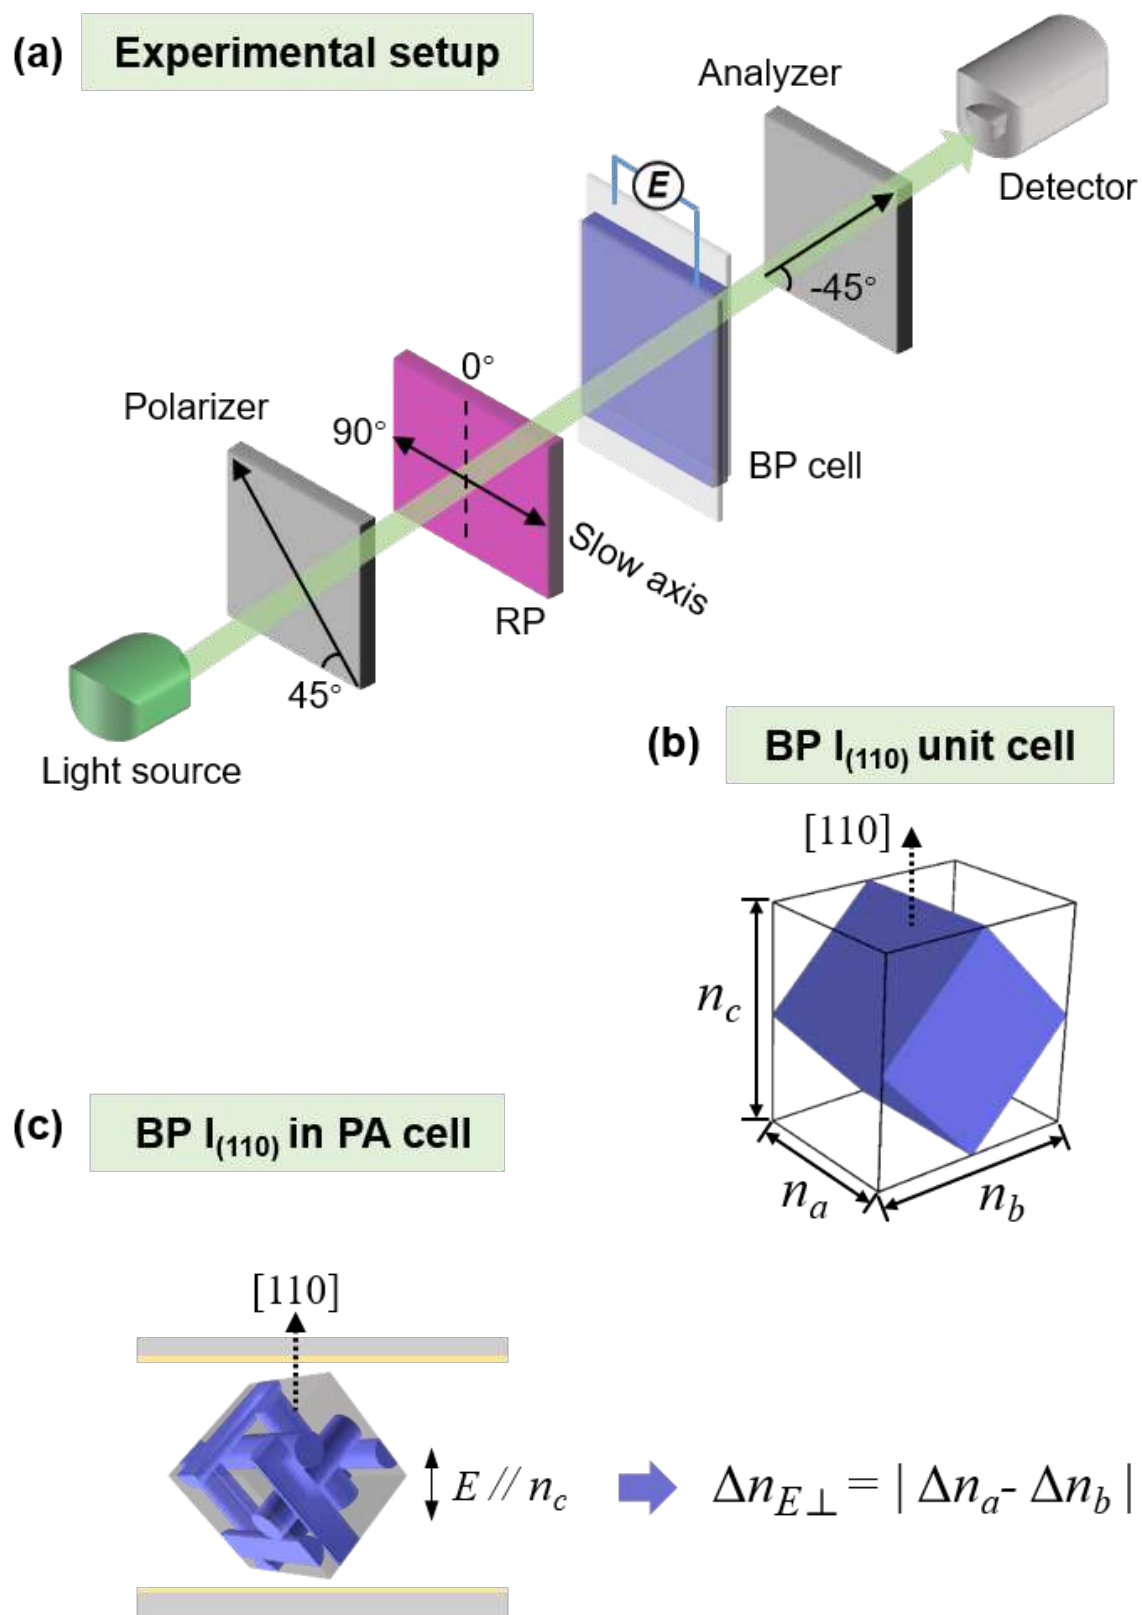 (a) Experimental setup
Analyzer
Detector
E
-45°
0°
Polarizer
90°
BP cell
Slow axis
RP
45°
Light source
(b) BP I(110) unit cell
[110]
nc
na
nb
(c) BP I(110) in PA cell
[110]
E // nc
ΔnE⊥ = | Δna- Δnb |